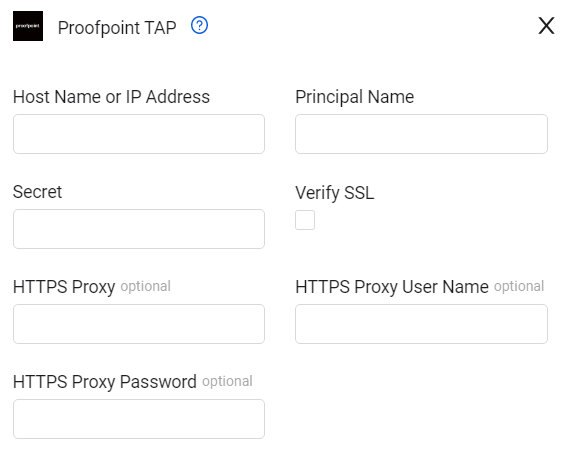 proofpoint
Proofpoint TAP ?
X
Host Name or IP Address
Principal Name
Secret
Verify SSL
HTTPS Proxy optional
HTTPS Proxy User Name optional
HTTPS Proxy Password optional